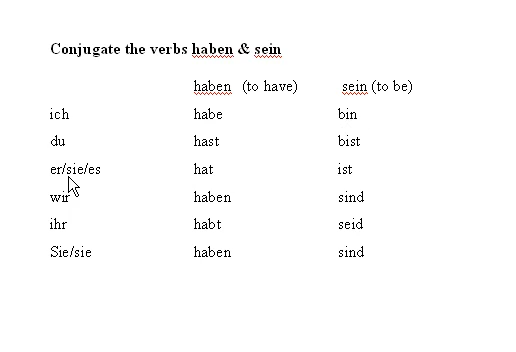 Conjugate the verbs haben & sein
haben (to have) sein (to be)
ich habe bin
du hast bist
er/sie/es hat ist
wir haben sind
ihr habt seid
Sie/sie haben sind